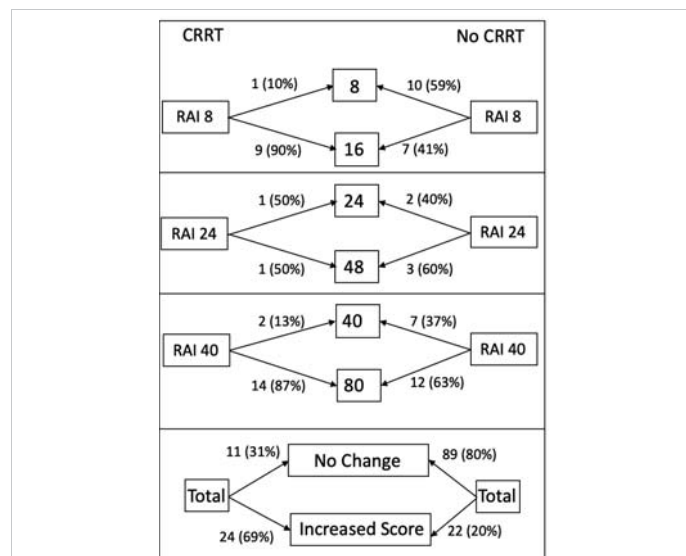 CRRT No CRRT
1 (10%) 8 10 (59%)
RAI 8 RAI 8
9 (90%) 16 7 (41%)
1 (50%) 24 2 (40%)
RAI 24 RAI 24
1 (50%) 48 3 (60%)
2 (13%) 40 7 (37%)
RAI 40 RAI 40
14 (87%) 80 12 (63%)
11 (31%) No Change 89 (80%)
Total Total
24 (69%) Increased Score 22 (20%)